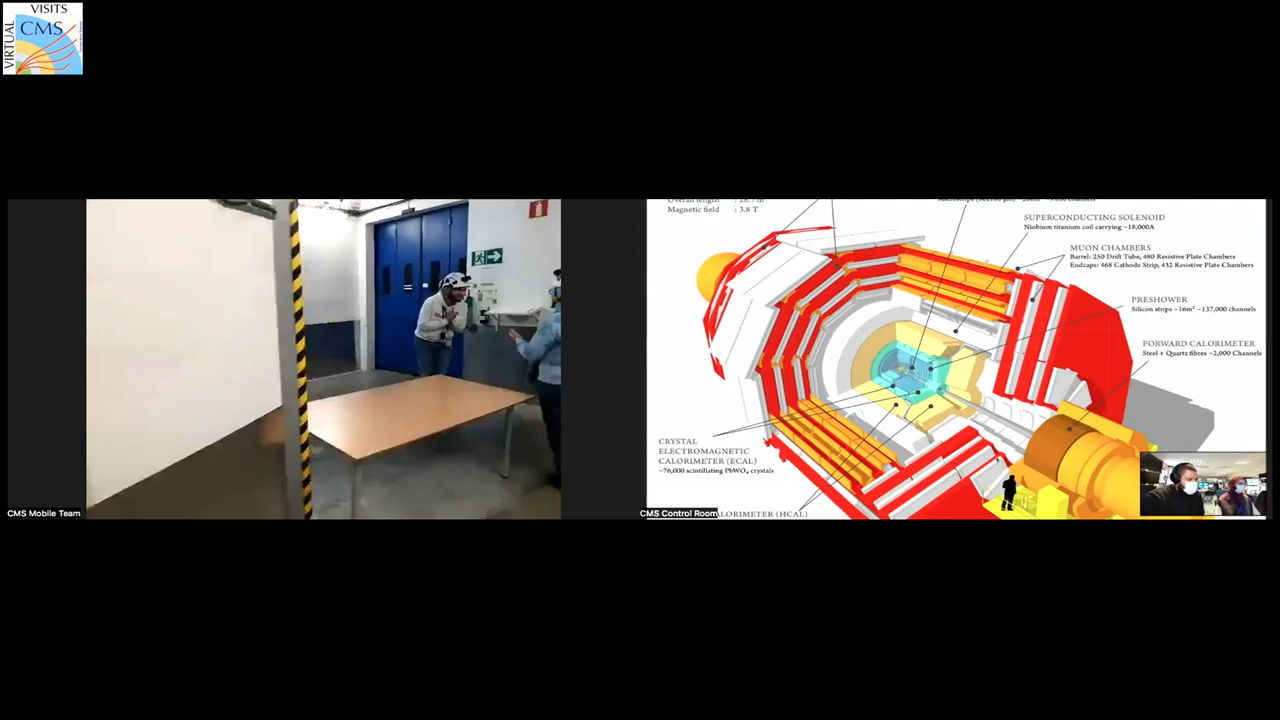 VISITS
CMS
VIRTUAL
Overall length : 28.7 m
Magnetic field : 3.8 T
SUPERCONDUCTING SOLENOID
Niobium titanium coil carrying ~18,000A
MUON CHAMBERS
Barrel: 250 Drift Tube, 480 Resistive Plate Chambers
Endcaps: 468 Cathode Strip, 432 Resistive Plate Chambers
PRESHOWER
Silicon strips ~16m² ~137,000 channels
FORWARD CALORIMETER
Steel + Quartz fibres ~2,000 Channels
CRYSTAL
ELECTROMAGNETIC
CALORIMETER (ECAL)
~76,000 scintillating PbWO₄ crystals
ALORIMETER (HCAL)
CMS Mobile Team
CMS Control Room